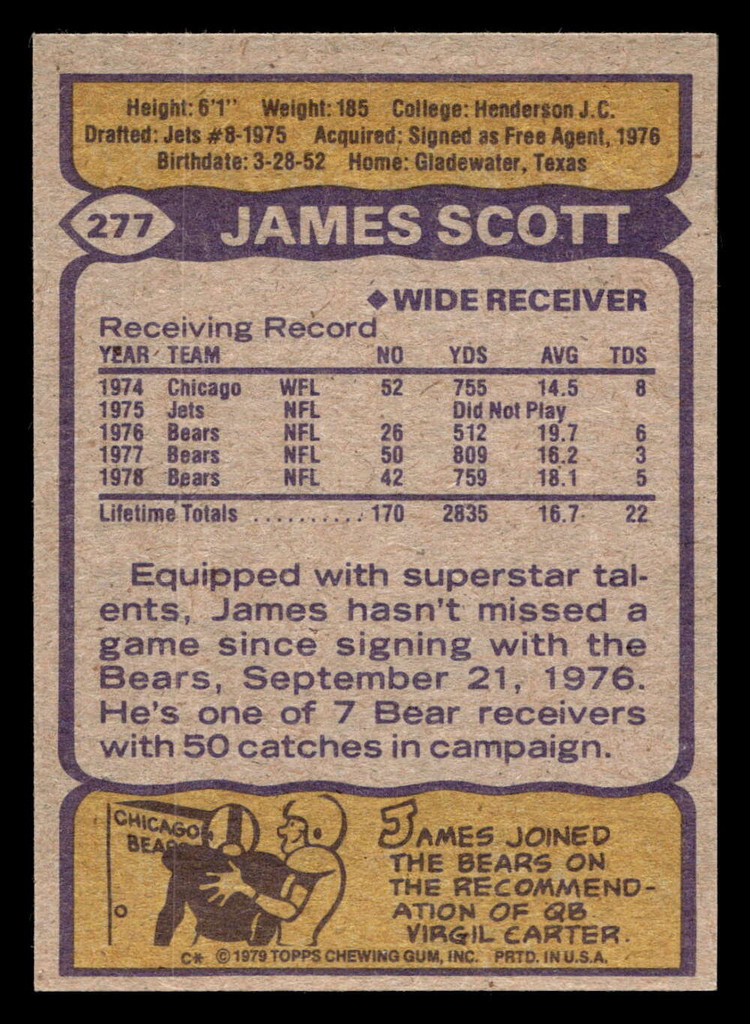 Height: 6'1" Weight: 185 College: Henderson J.C.
Drafted: Jets #8-1975 Acquired: Signed as Free Agent, 1976
Birthdate: 3-28-52 Home: Gladewater, Texas
277 JAMES SCOTT
◆ WIDE RECEIVER
Receiving Record
YEAR TEAM NO YDS AVG TDS
1974 Chicago WFL 52 755 14.5 8
1975 Jets NFL Did Not Play
1976 Bears NFL 26 512 19.7 6
1977 Bears NFL 50 809 16.2 3
1978 Bears NFL 42 759 18.1 5
Lifetime Totals .......... 170 2835 16.7 22
Equipped with superstar tal-
ents, James hasn't missed a
game since signing with the
Bears, September 21, 1976.
He's one of 7 Bear receivers
with 50 catches in campaign.
CHICAGO
BEARS
JAMES JOINED
THE BEARS ON
THE RECOMMEND-
ATION OF QB
VIRGIL CARTER.
C* © 1979 TOPPS CHEWING GUM, INC. PRTD. IN U.S.A.